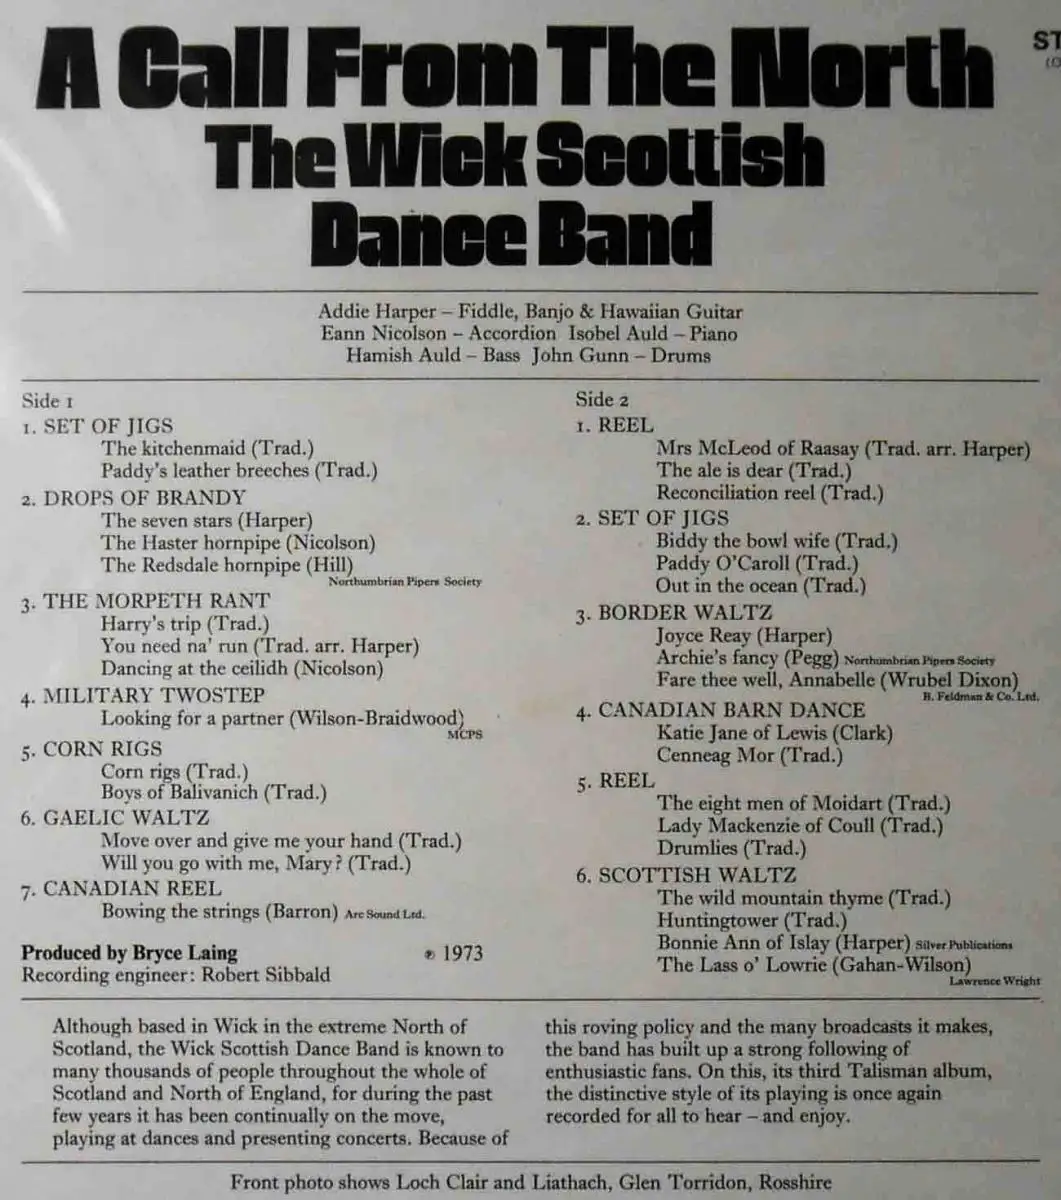 A Call From The North
ST
The Wick Scottish
Dance Band
Addie Harper – Fiddle, Banjo & Hawaiian Guitar
Eann Nicolson – Accordion Isobel Auld – Piano
Hamish Auld – Bass John Gunn – Drums
Side 1
1. SET OF JIGS
The kitchenmaid (Trad.)
Paddy's leather breeches (Trad.)
2. DROPS OF BRANDY
The seven stars (Harper)
The Haster hornpipe (Nicolson)
The Redsdale hornpipe (Hill)
Northumbrian Pipers Society
3. THE MORPETH RANT
Harry's trip (Trad.)
You need na' run (Trad. arr. Harper)
Dancing at the ceilidh (Nicolson)
4. MILITARY TWOSTEP
Looking for a partner (Wilson-Braidwood)
MCPS
5. CORN RIGS
Corn rigs (Trad.)
Boys of Balivanich (Trad.)
6. GAELIC WALTZ
Move over and give me your hand (Trad.)
Will you go with me, Mary? (Trad.)
7. CANADIAN REEL
Bowing the strings (Barron) Arc Sound Ltd.
Produced by Bryce Laing ℗ 1973
Recording engineer: Robert Sibbald
Side 2
1. REEL
Mrs McLeod of Raasay (Trad. arr. Harper)
The ale is dear (Trad.)
Reconciliation reel (Trad.)
2. SET OF JIGS
Biddy the bowl wife (Trad.)
Paddy O'Caroll (Trad.)
Out in the ocean (Trad.)
3. BORDER WALTZ
Joyce Reay (Harper)
Archie's fancy (Pegg) Northumbrian Pipers Society
Fare thee well, Annabelle (Wrubel Dixon)
B. Feldman & Co. Ltd.
4. CANADIAN BARN DANCE
Katie Jane of Lewis (Clark)
Cenneag Mor (Trad.)
5. REEL
The eight men of Moidart (Trad.)
Lady Mackenzie of Coull (Trad.)
Drumlies (Trad.)
6. SCOTTISH WALTZ
The wild mountain thyme (Trad.)
Huntingtower (Trad.)
Bonnie Ann of Islay (Harper) Silver Publications
The Lass o' Lowrie (Gahan-Wilson)
Lawrence Wright
Although based in Wick in the extreme North of
Scotland, the Wick Scottish Dance Band is known to
many thousands of people throughout the whole of
Scotland and North of England, for during the past
few years it has been continually on the move,
playing at dances and presenting concerts. Because of
this roving policy and the many broadcasts it makes,
the band has built up a strong following of
enthusiastic fans. On this, its third Talisman album,
the distinctive style of its playing is once again
recorded for all to hear – and enjoy.
Front photo shows Loch Clair and Liathach, Glen Torridon, Rosshire